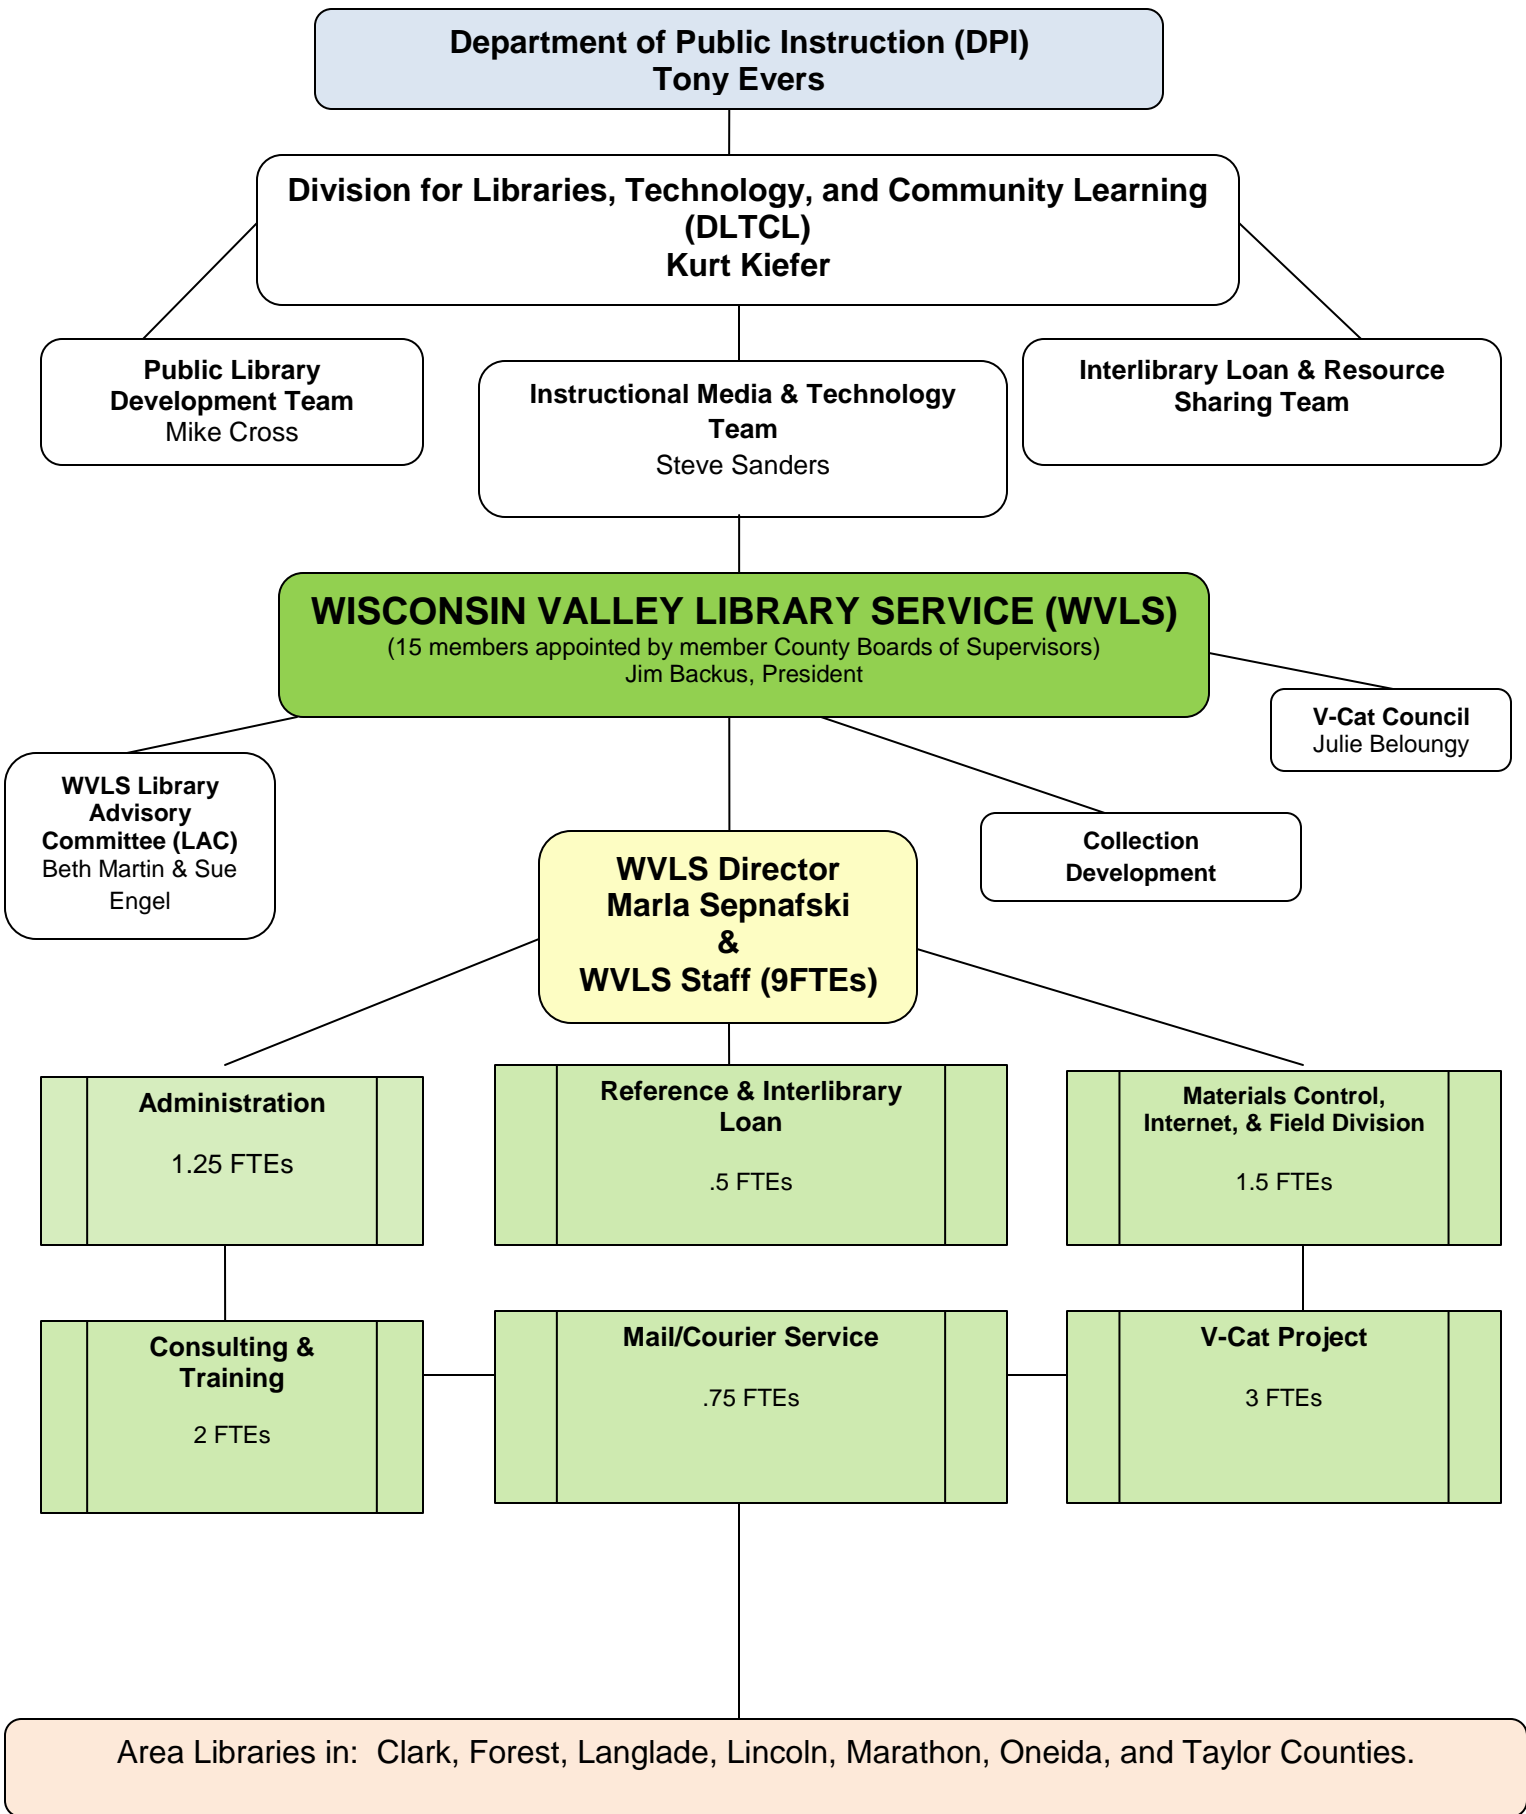 Department of Public Instruction (DPI)
Tony Evers
Division for Libraries, Technology, and Community Learning
(DLTCL)
Kurt Kiefer
Public Library
Development Team
Mike Cross
Instructional Media & Technology
Team
Steve Sanders
Interlibrary Loan & Resource
Sharing Team
WISCONSIN VALLEY LIBRARY SERVICE (WVLS)
(15 members appointed by member County Boards of Supervisors)
Jim Backus, President
V-Cat Council
Julie Beloungy
WVLS Library
Advisory
Committee (LAC)
Beth Martin & Sue
Engel
Collection
Development
WVLS Director
Marla Sepnafski
&
WVLS Staff (9FTEs)
Administration
1.25 FTEs
Reference & Interlibrary
Loan
.5 FTEs
Materials Control,
Internet, & Field Division
1.5 FTEs
Consulting &
Training
2 FTEs
Mail/Courier Service
.75 FTEs
V-Cat Project
3 FTEs
Area Libraries in:  Clark, Forest, Langlade, Lincoln, Marathon, Oneida, and Taylor Counties.